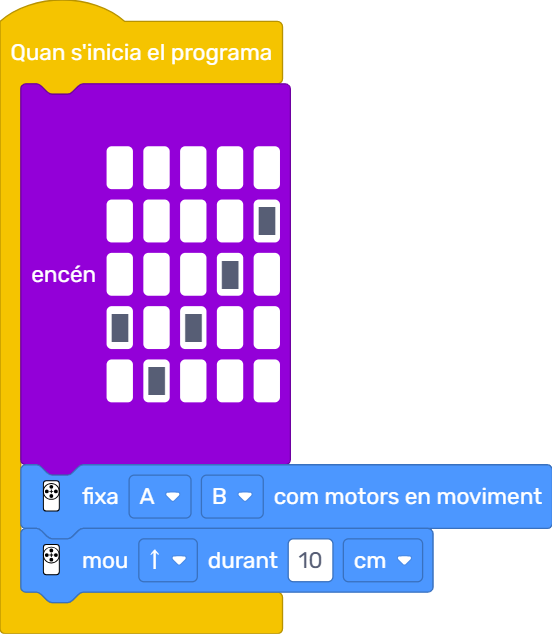 Quan s'inicia el programa
encén
fixa A B com motors en moviment
mou ↑ durant 10 cm